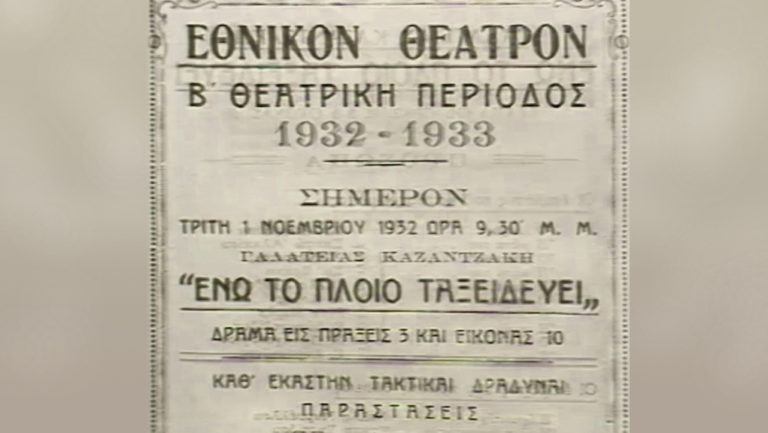 ΕΘΝΙΚΟΝ ΘΕΑΤΡΟΝ
Β΄ ΘΕΑΤΡΙΚΗ ΠΕΡΙΟΔΟΣ
1932 - 1933
ΣΗΜΕΡΟΝ
ΤΡΙΤΗ 1 ΝΟΕΜΒΡΙΟΥ 1932 ΩΡΑ 9,30΄ Μ. Μ.
ΓΑΛΑΤΕΙΑΣ ΚΑΖΑΝΤΖΑΚΗ
“ΕΝΩ ΤΟ ΠΛΟΙΟ ΤΑΞΕΙΔΕΥΕΙ„
ΔΡΑΜΑ ΕΙΣ ΠΡΑΞΕΙΣ 3 ΚΑΙ ΕΙΚΟΝΑΣ 10
ΚΑΘ’ ΕΚΑΣΤΗΝ ΤΑΚΤΙΚΑΙ ΔΡΑΔΥΝΑΙ
ΠΑΡΑΣΤΑΣΕΙΣ